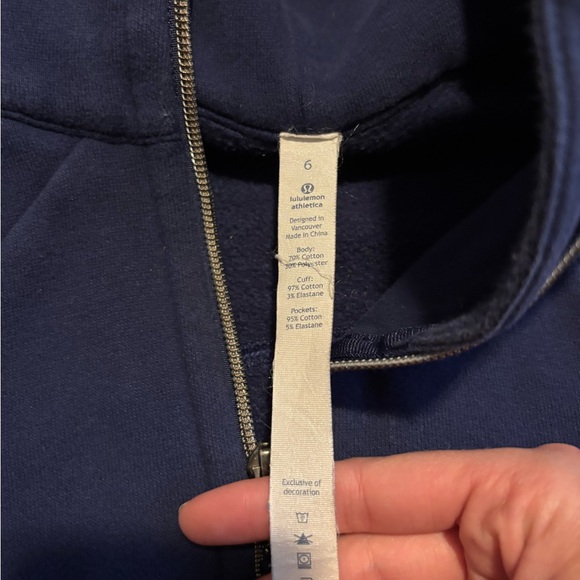 6
lululemon
athletica
Designed in
Vancouver
Made in China
Body:
70% Cotton
30% Polyester
Cuff:
97% Cotton
3% Elastane
Pockets:
95% Cotton
5% Elastane
Exclusive of
decoration